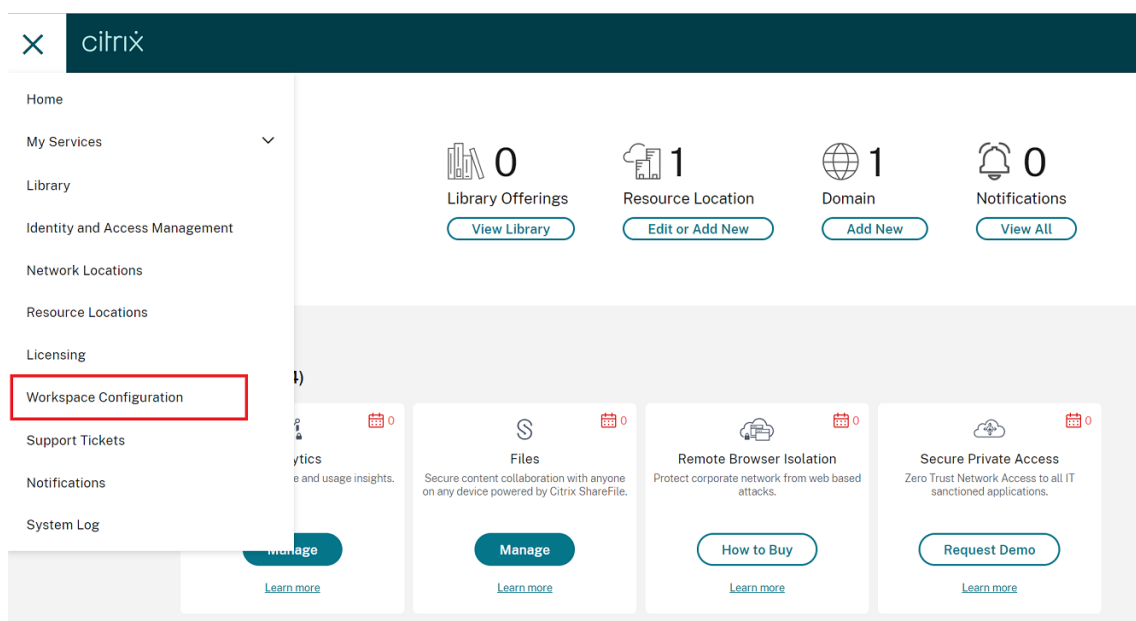 citrix
Home
My Services
Library
Identity and Access Management
Network Locations
Resource Locations
Licensing
Workspace Configuration
Support Tickets
Notifications
System Log
0
Library Offerings
View Library
1
Resource Location
Edit or Add New
1
Domain
Add New
0
Notifications
View All
4)
0
ytics
e and usage insights.
Manage
Learn more
0
Files
Secure content collaboration with anyone
on any device powered by Citrix ShareFile.
Manage
Learn more
0
Remote Browser Isolation
Protect corporate network from web based
attacks.
How to Buy
Learn more
0
Secure Private Access
Zero Trust Network Access to all IT
sanctioned applications.
Request Demo
Learn more